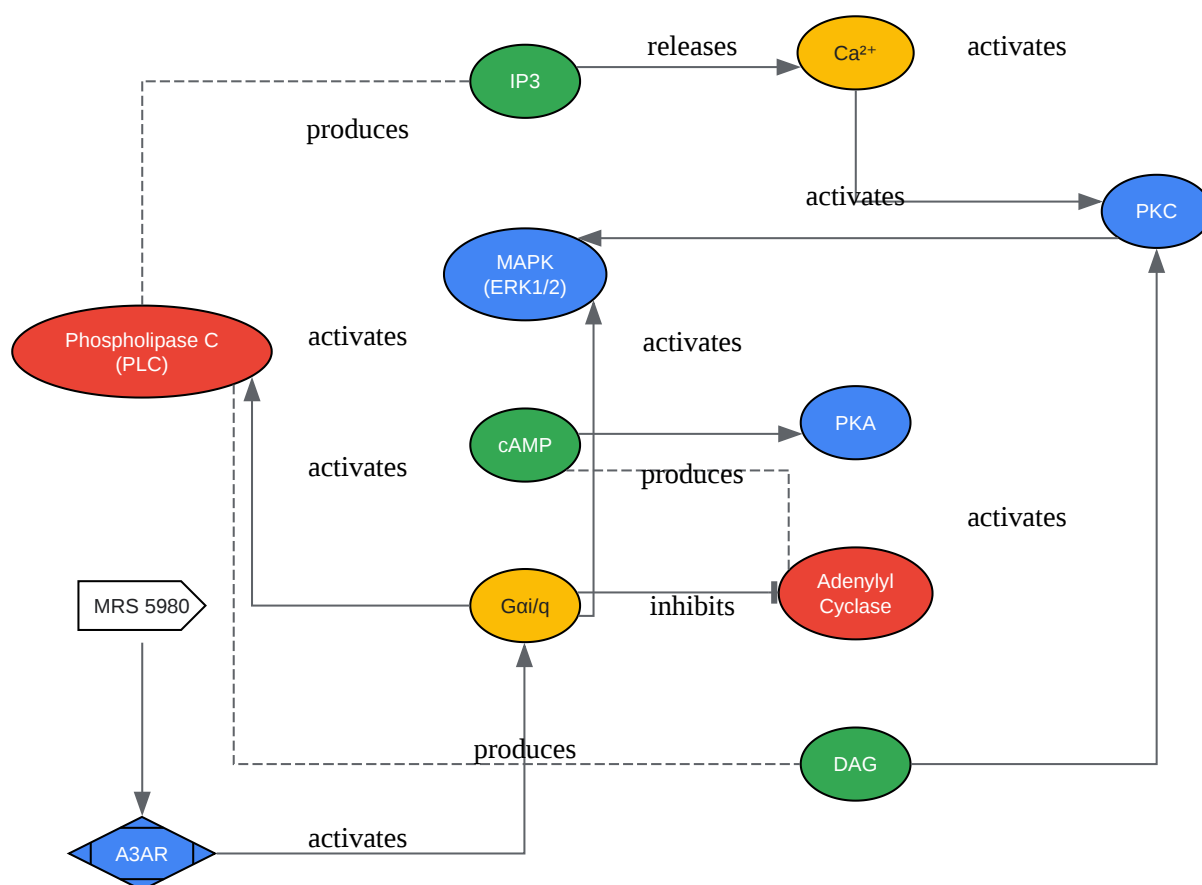 releases
activates
Ca²⁺
IP3
produces
activates
PKC
MAPK
(ERK1/2)
activates
activates
Phospholipase C
(PLC)
PKA
cAMP
activates
produces
activates
Adenylyl
Cyclase
MRS 5980
Gαi/q
inhibits
produces
DAG
activates
A3AR